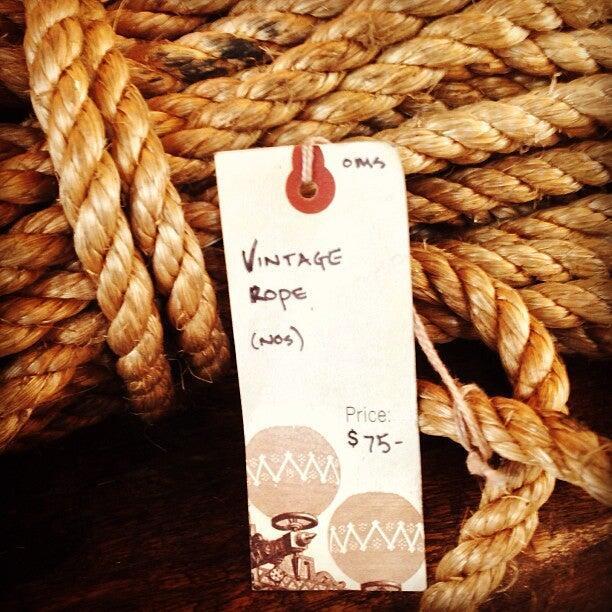 OMS
VINTAGE
ROPE
(NOS)
Price:
$75-